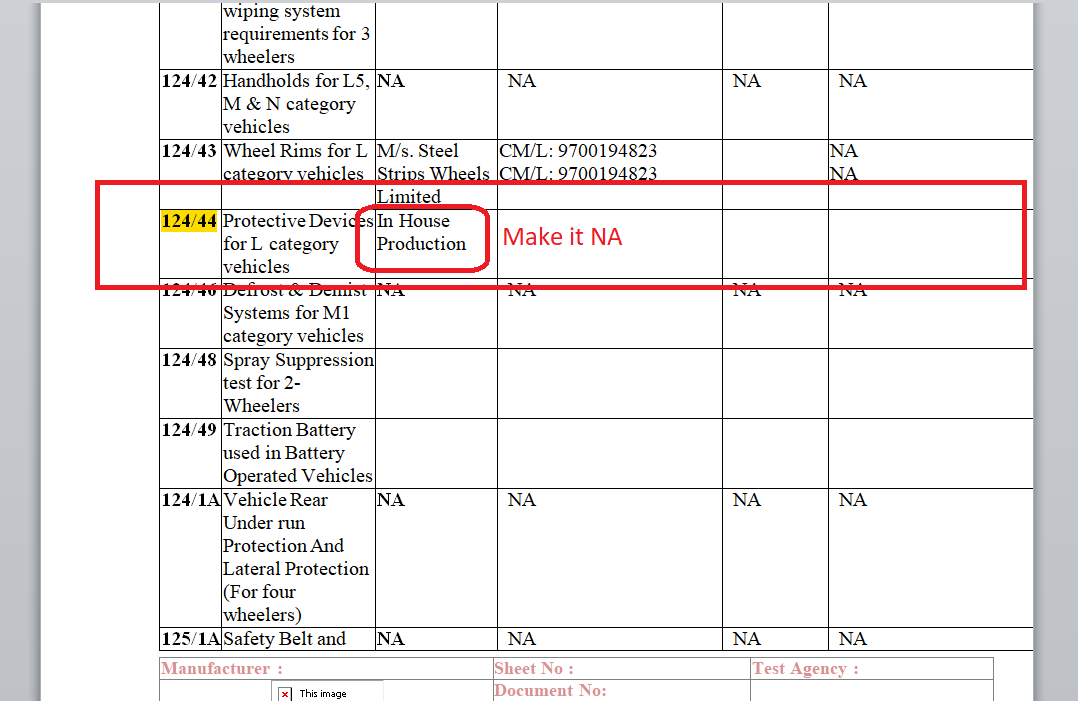 wiping system
requirements for 3
wheelers
124/42 Handholds for L5, NA NA NA NA
M & N category
vehicles
124/43 Wheel Rims for L M/s. Steel CM/L: 9700194823 NA
category vehicles Strips Wheels CM/L: 9700194823 NA
Limited
124/44 Protective Devices In House
for L category Production Make it NA
vehicles
124/46 Defrost & Demist NA NA NA NA
Systems for M1
category vehicles
124/48 Spray Suppression
test for 2-
Wheelers
124/49 Traction Battery
used in Battery
Operated Vehicles
124/1A Vehicle Rear NA NA NA NA
Under run
Protection And
Lateral Protection
(For four
wheelers)
125/1A Safety Belt and NA NA NA NA
Manufacturer : Sheet No : Test Agency :
This image Document No: